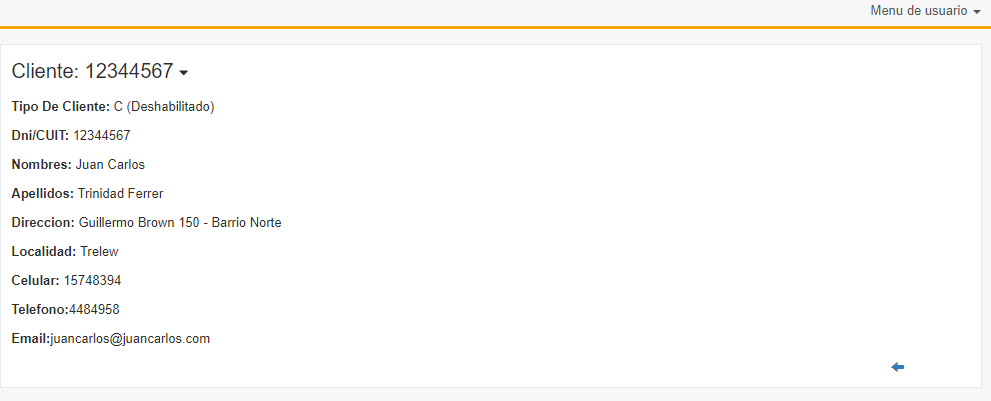 Menu de usuario
Cliente: 12344567
Tipo De Cliente: C (Deshabilitado)
Dni/CUIT: 12344567
Nombres: Juan Carlos
Apellidos: Trinidad Ferrer
Direccion: Guillermo Brown 150 - Barrio Norte
Localidad: Trelew
Celular: 15748394
Telefono:4484958
Email:juancarlos@juancarlos.com